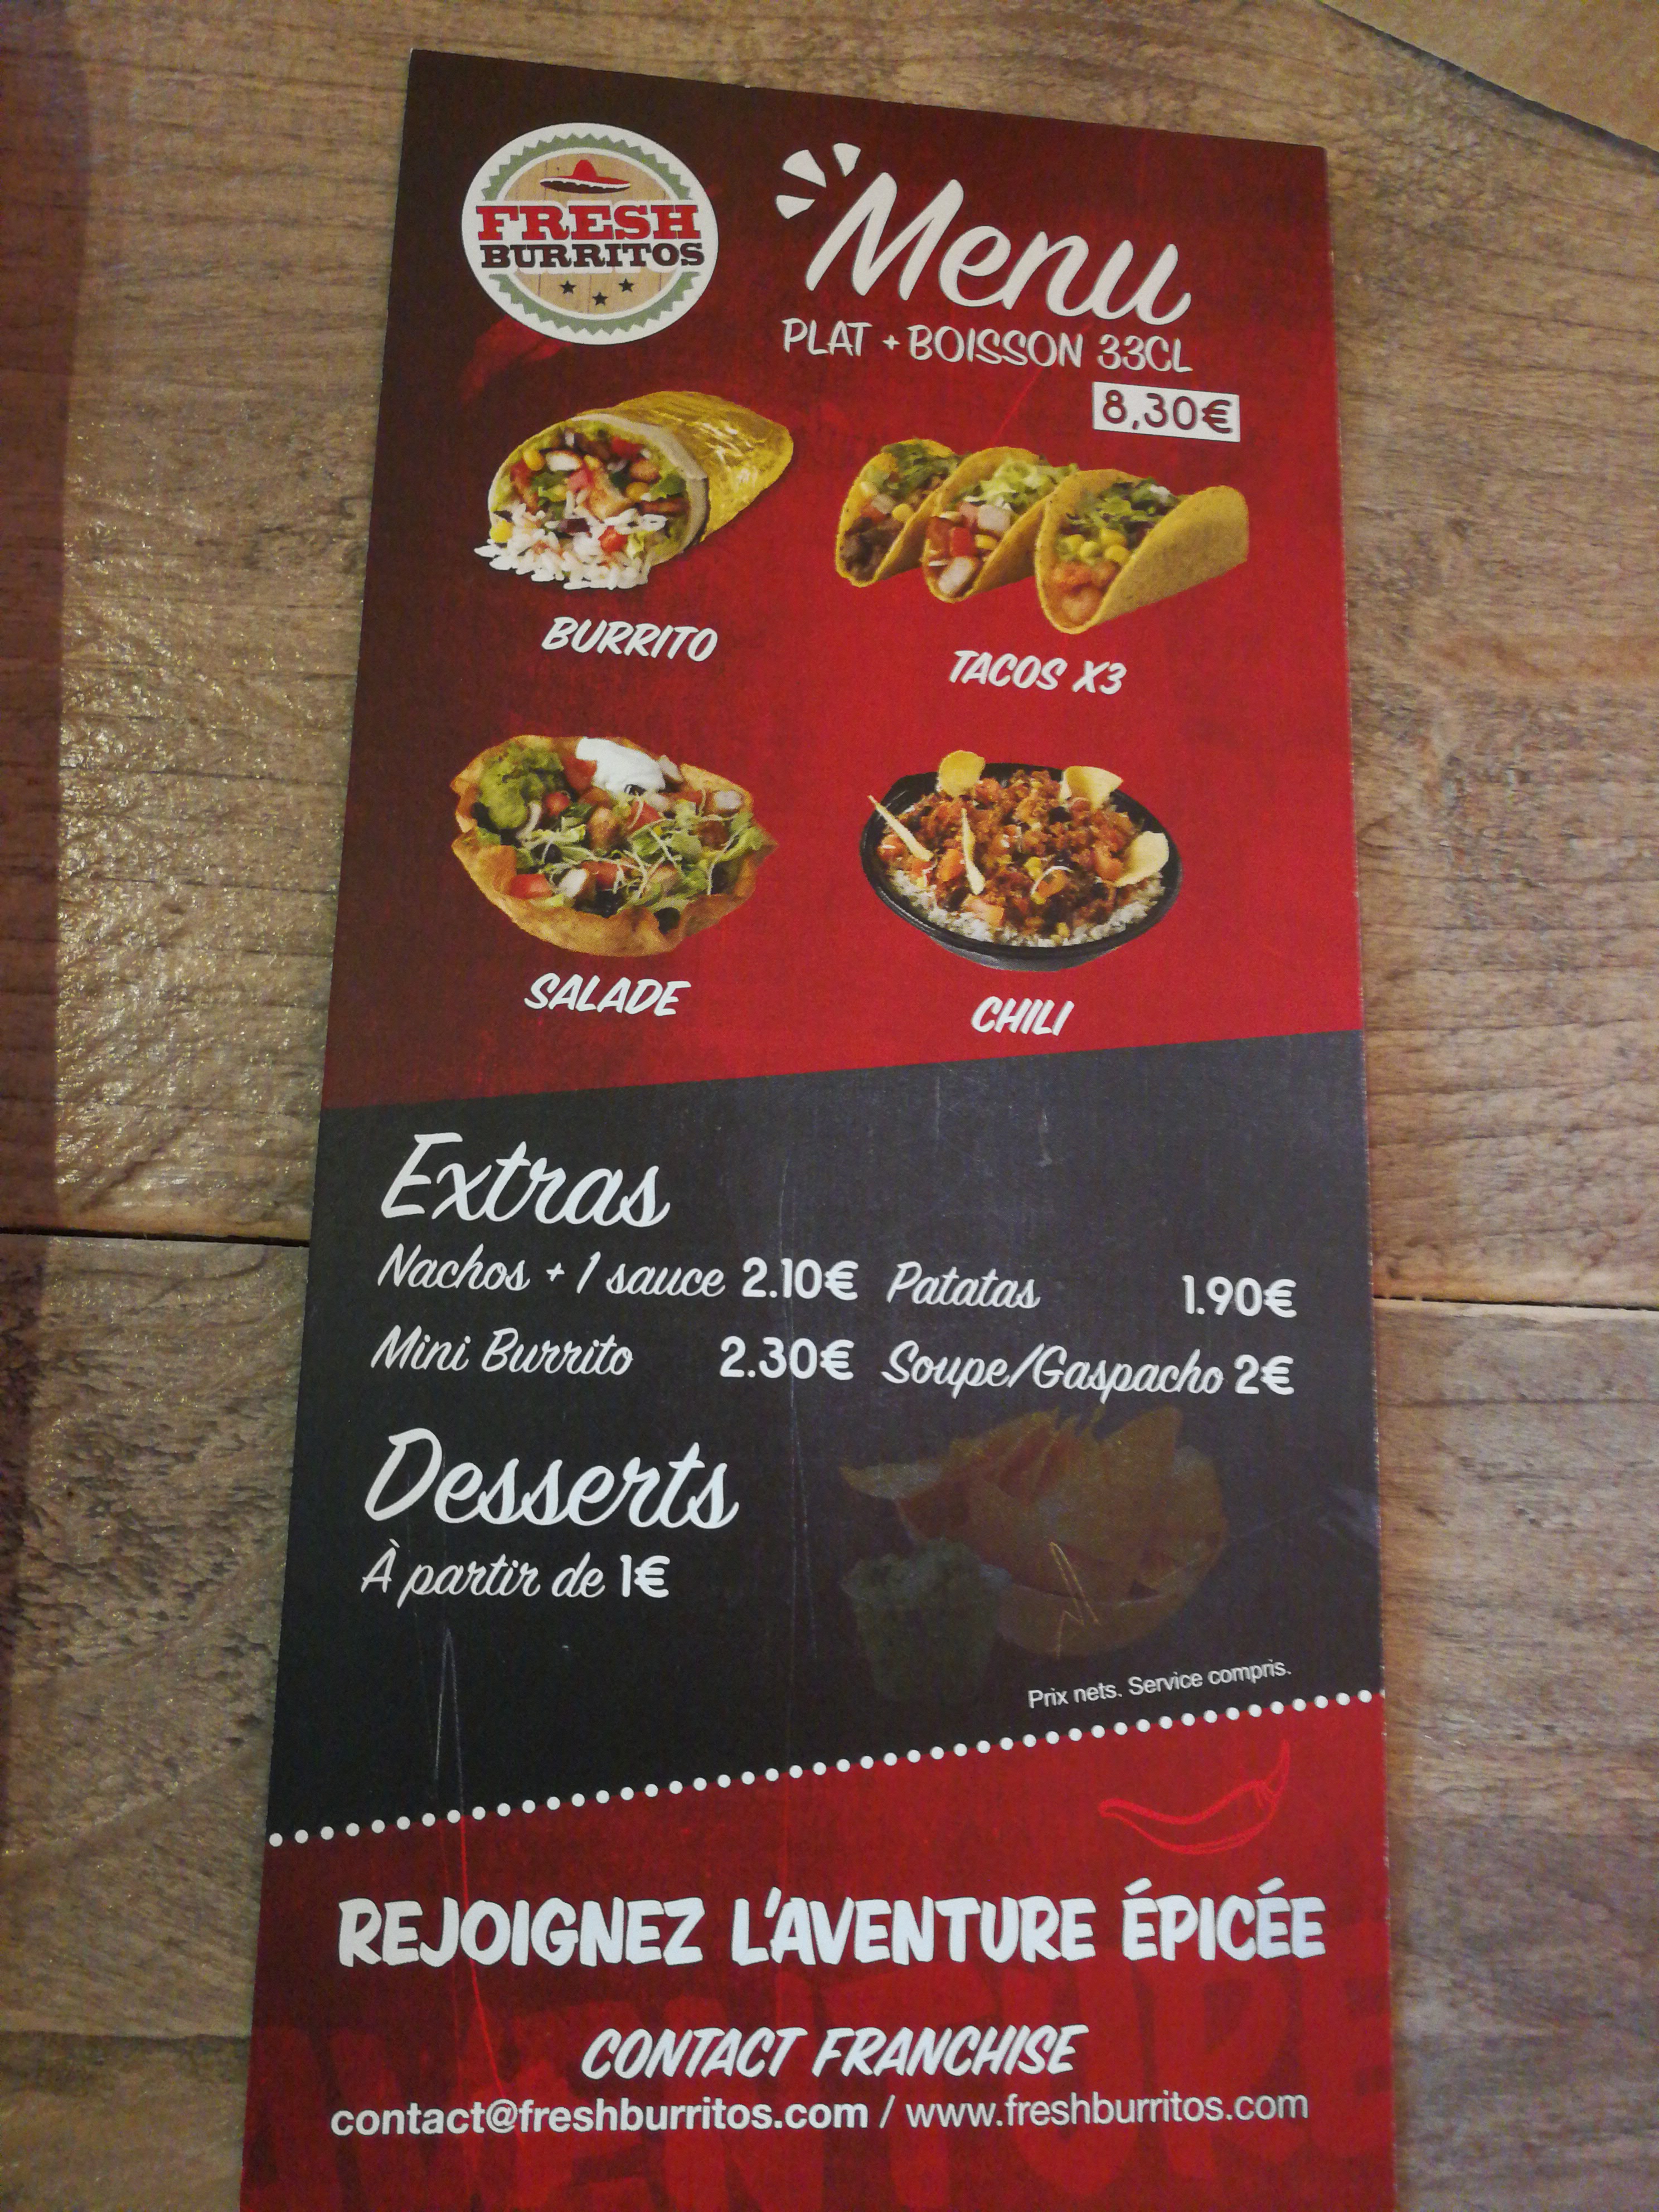 FRESH
BURRITOS
Menu
PLAT + BOISSON 33CL
8,30€
BURRITO
TACOS X3
SALADE
CHILI
Extras
Nachos + 1 sauce 2.10€ Patatas 1.90€
Mini Burrito 2.30€ Soupe/Gaspacho 2€
Desserts
À partir de 1€
Prix nets. Service compris.
REJOIGNEZ L'AVENTURE ÉPICÉE
AVENTURE
CONTACT FRANCHISE
contact@freshburritos.com / www.freshburritos.com